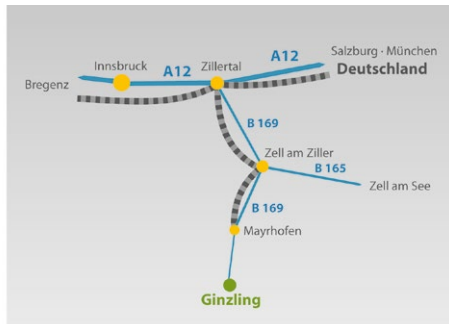 Innsbruck
A12
Zillertal
A12
Salzburg · München
Deutschland
Bregenz
B 169
Zell am Ziller
B 165
Zell am See
B 169
Mayrhofen
Ginzling